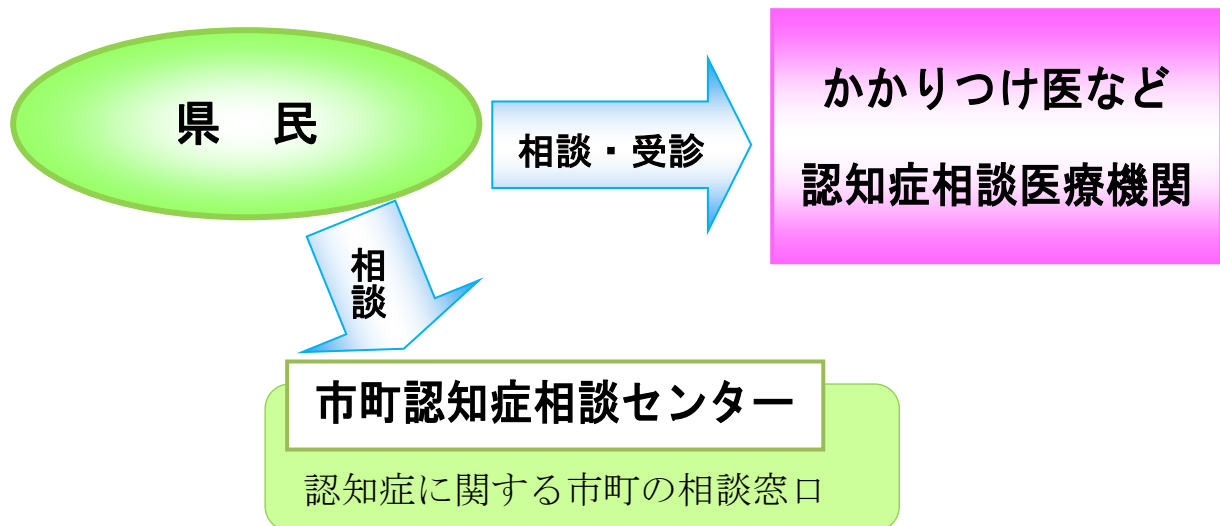 県　民
相談・受診
かかりつけ医など
認知症相談医療機関
相談
市町認知症相談センター
認知症に関する市町の相談窓口